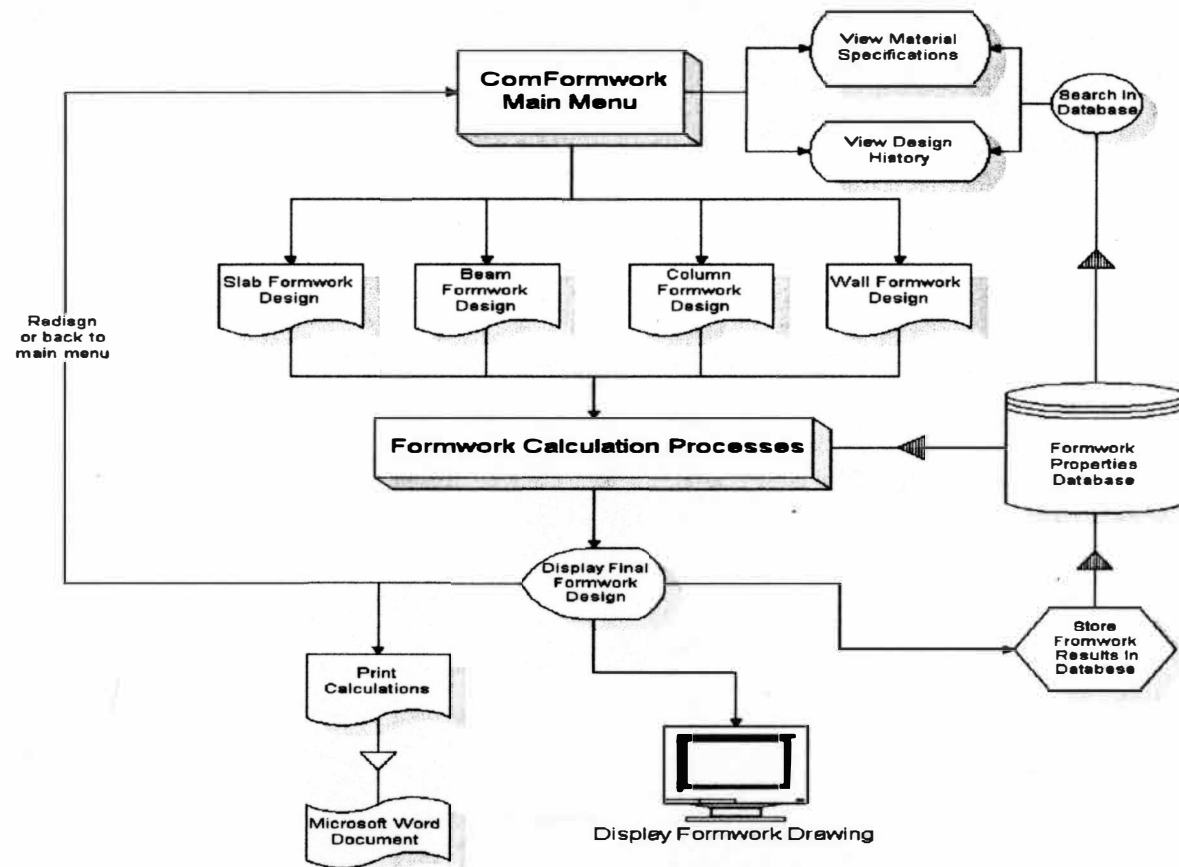 ComFormwork
Main Menu
View Material
Specifications
Search In
Database
View Design
History
Slab Formwork
Design
Beam
Formwork
Design
Column
Formwork
Design
Wall Formwork
Design
Redisgn
or back to
main menu
Formwork Calculation Processes
Formwork
Properties
Database
Display Final
Formwork
Design
Store
Fromwork
Results In
Database
Print
Calculations
Microsoft Word
Document
Display Formwork Drawing